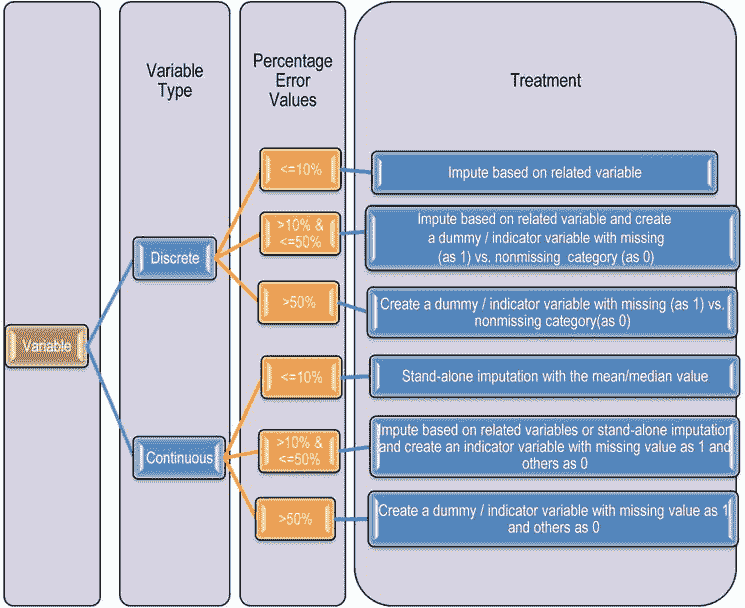 Variable
Type
Percentage
Error
Values
Treatment
<=10%
Impute based on related variable
>10% &
<=50%
Impute based on related variable and create
a dummy / indicator variable with missing
(as 1) vs. nonmissing category (as 0)
Discrete
>50%
Create a dummy / indicator variable with missing (as 1) vs.
nonmissing category(as 0)
Variable
<=10%
Stand-alone imputation with the mean/median value
>10% &
<=50%
Impute based on related variables or stand-alone imputation
and create an indicator variable with missing value as 1 and
others as 0
Continuous
>50%
Create a dummy / indicator variable with missing value as 1
and others as 0